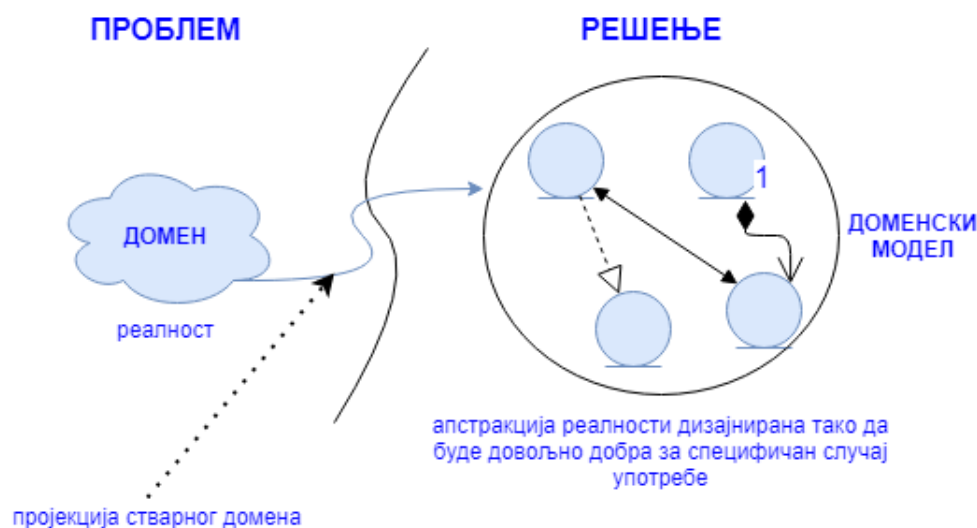 ПРОБЛЕМ
РЕШЕЊЕ
ДОМЕН
реалност
1
ДОМЕНСКИ
МОДЕЛ
апстракција реалности дизајнирана тако да
буде довољно добра за специфичан случај
употребе
пројекција стварног домена